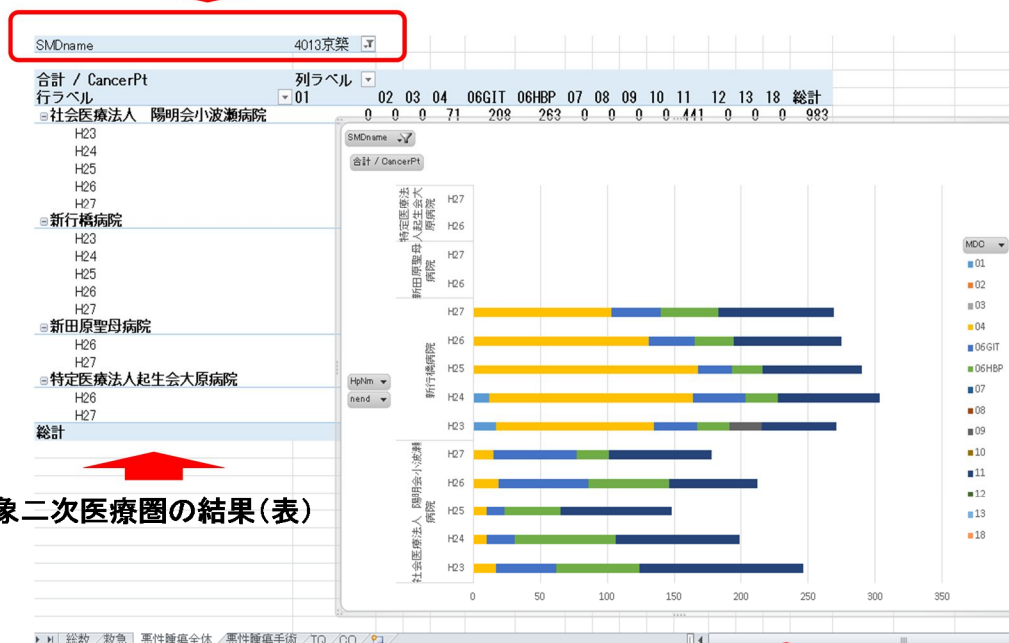 SMDname 4013京築
合計 / CancerPt 列ラベル
行ラベル 01 02 03 04 06GIT 06HBP 07 08 09 10 11 12 13 18 総計
社会医療法人 陽明会小波瀬病院 0 0 0 71 208 263 0 0 0 0 441 0 0 0 983
H23
H24
H25
H26
H27
新行橋病院
H23
H24
H25
H26
H27
新田原聖母病院
H26
H27
特定医療法人起生会大原病院
H26
H27
総計
象二次医療圏の結果(表)
SMDname
合計 / CancerPt
特定医療法人起生会大原病院
H27
H26
新田原聖母病院
H27
H26
新行橋病院
H27
H26
H25
H24
H23
社会医療法人 陽明会小波瀬病院
H27
H26
H25
H24
H23
HpNm
nend
0 50 100 150 200 250 300 350
MDC
01
02
03
04
06GIT
06HBP
07
08
09
10
11
12
13
18
総数 救急 悪性腫瘍全体 悪性腫瘍手術